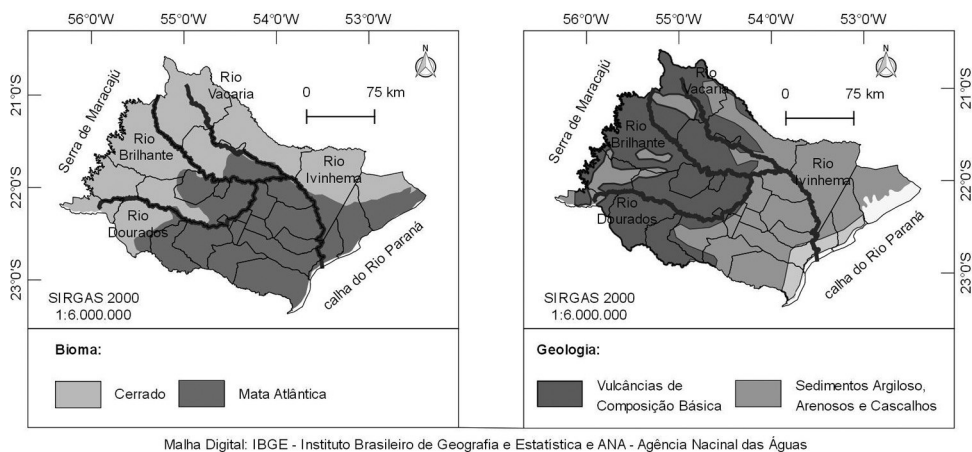 56°0'W 55°0'W 54°0'W 53°0'W
21°0'S
22°0'S
23°0'S
Serra de Maracajú
Rio
Vacaria
N
0 75 km
Rio
Brilhante
Rio
Ivinhema
Rio
Dourados
calha do Rio Paraná
SIRGAS 2000
1:6.000.000
Bioma:
Cerrado
Mata Atlântica
56°0'W 55°0'W 54°0'W 53°0'W
Serra de Maracajú
Rio
Vacaria
N
0 75 km
21°0'S
22°0'S
23°0'S
Rio
Brilhante
Rio
Ivinhema
Rio
Dourados
calha do Rio Paraná
SIRGAS 2000
1:6.000.000
Geologia:
Vulcâncias de
Composição Básica
Sedimentos Argiloso,
Arenosos e Cascalhos
Malha Digital: IBGE - Instituto Brasileiro de Geografia e Estatistica e ANA - Agência Nacinal das Águas